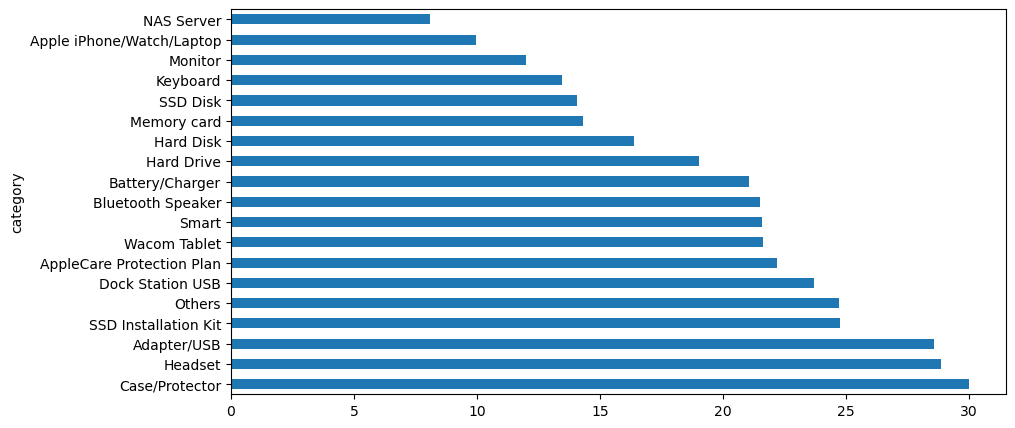 NAS Server
Apple iPhone/Watch/Laptop
Monitor
Keyboard
SSD Disk
Memory card
Hard Disk
Hard Drive
Battery/Charger
Bluetooth Speaker
Smart
Wacom Tablet
AppleCare Protection Plan
Dock Station USB
Others
SSD Installation Kit
Adapter/USB
Headset
Case/Protector
category
0 5 10 15 20 25 30